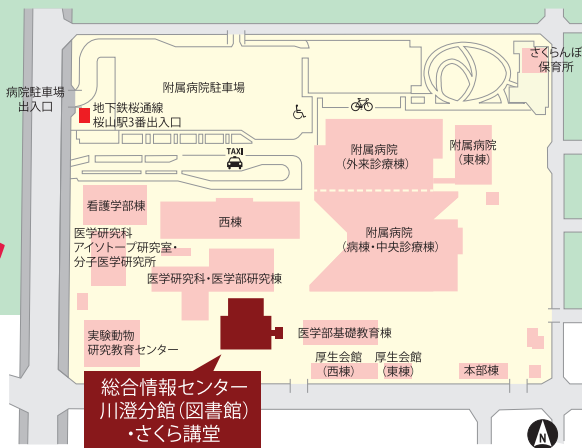 さくらんぼ
保育所
病院駐車場
出入口
附属病院駐車場
地下鉄桜通線
桜山駅3番出入口
TAXI
附属病院
(外来診療棟)
附属病院
(東棟)
看護学部棟
西棟
附属病院
(病棟・中央診療棟)
医学研究科
アイソトープ研究室・
分子医学研究所
医学研究科・医学部研究棟
実験動物
研究教育センター
医学部基礎教育棟
厚生会館
(西棟)
厚生会館
(東棟)
本部棟
総合情報センター
川澄分館(図書館)
・さくら講堂
N